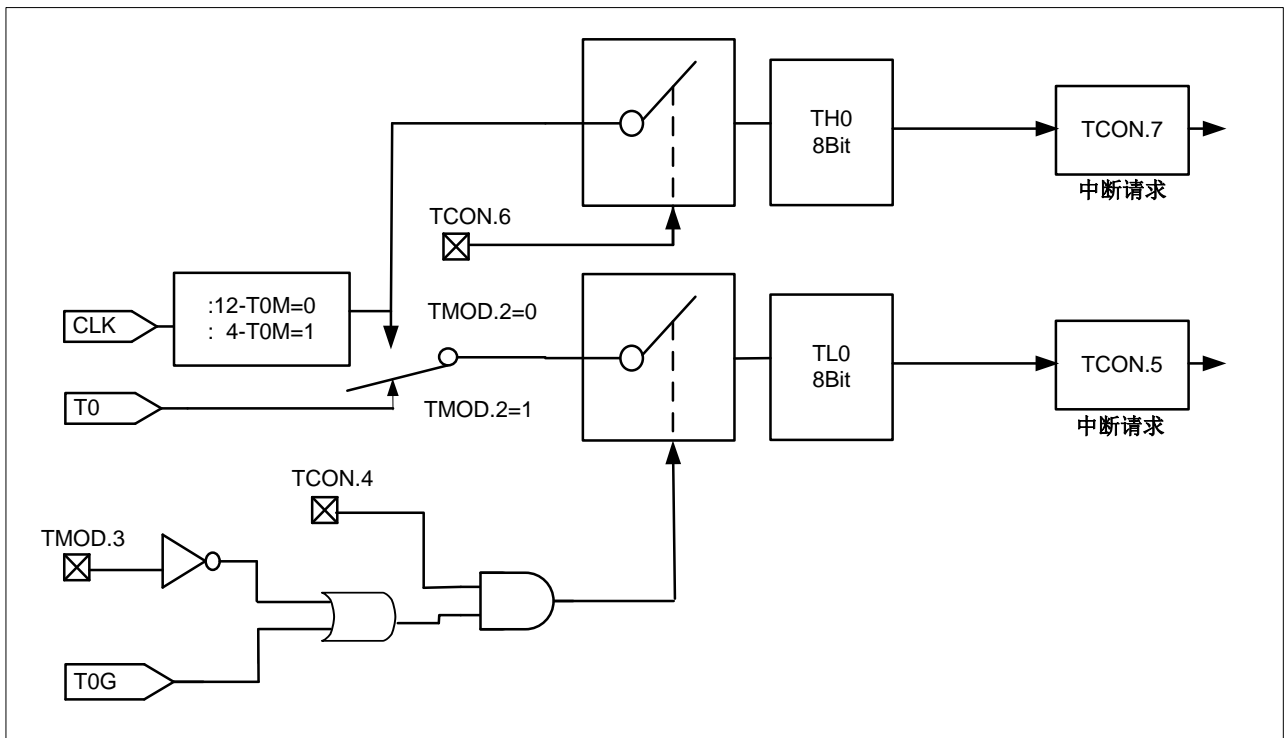 TH0
8Bit
TCON.7
中断请求
TCON.6
:12-T0M=0
: 4-T0M=1
CLK
TMOD.2=0
TL0
8Bit
TCON.5
中断请求
T0
TMOD.2=1
TCON.4
TMOD.3
T0G